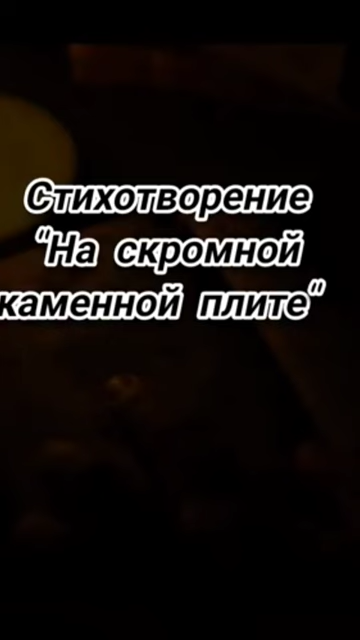 Стихотворение
"На скромной
каменной плите"